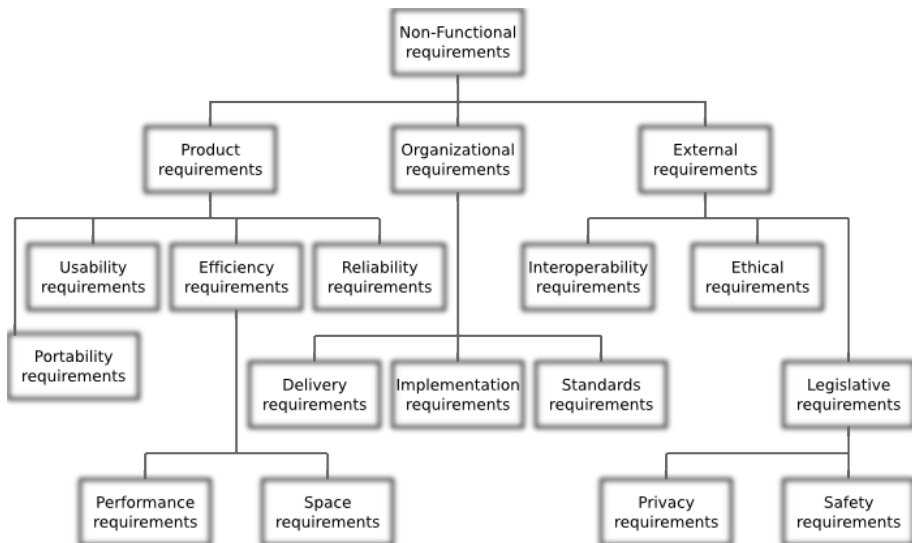 Non-Functional
requirements
Product
requirements
Organizational
requirements
External
requirements
Usability
requirements
Efficiency
requirements
Reliability
requirements
Interoperability
requirements
Ethical
requirements
Portability
requirements
Delivery
requirements
Implementation
requirements
Standards
requirements
Legislative
requirements
Performance
requirements
Space
requirements
Privacy
requirements
Safety
requirements